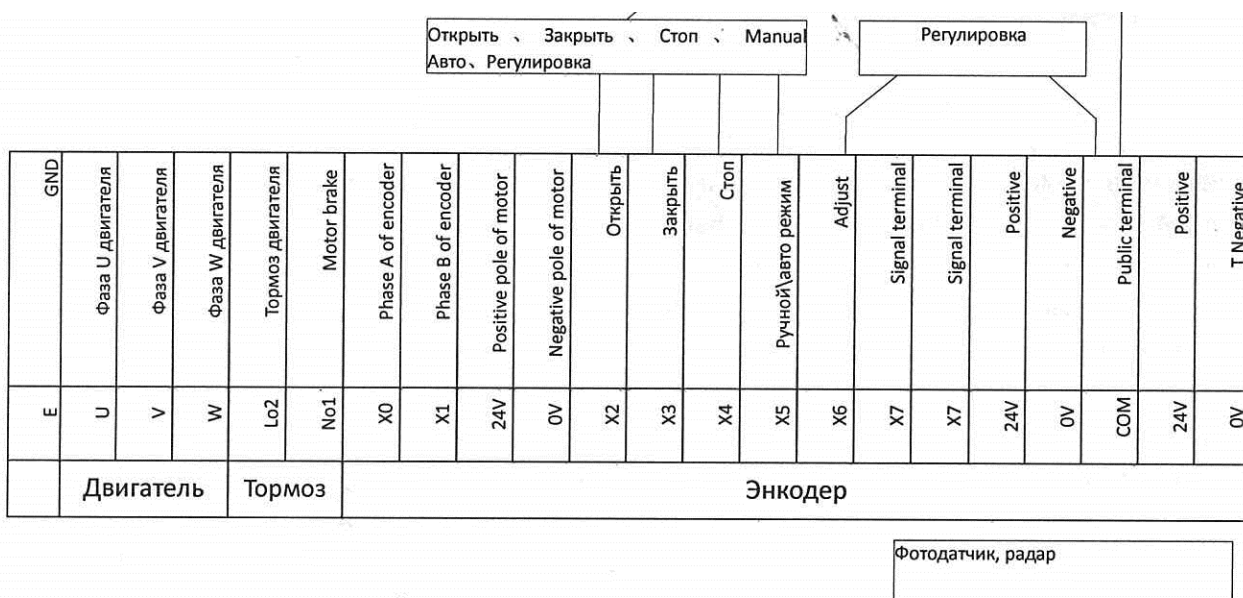 Открыть 、 Закрыть 、 Стоп 、 Manual
Авто、Регулировка
Регулировка
GND
Фаза U двигателя
Фаза V двигателя
Фаза W двигателя
Тормоз двигателя
Motor brake
Phase A of encoder
Phase B of encoder
Positive pole of motor
Negative pole of motor
Открыть
Закрыть
Стоп
Ручной\авто режим
Adjust
Signal terminal
Signal terminal
Positive
Negative
Public terminal
Positive
T Negative
E
U
V
W
Lo2
No1
X0
X1
24V
0V
X2
X3
X4
X5
X6
X7
X7
24V
0V
COM
24V
0V
Двигатель
Тормоз
Энкодер
Фотодатчик, радар